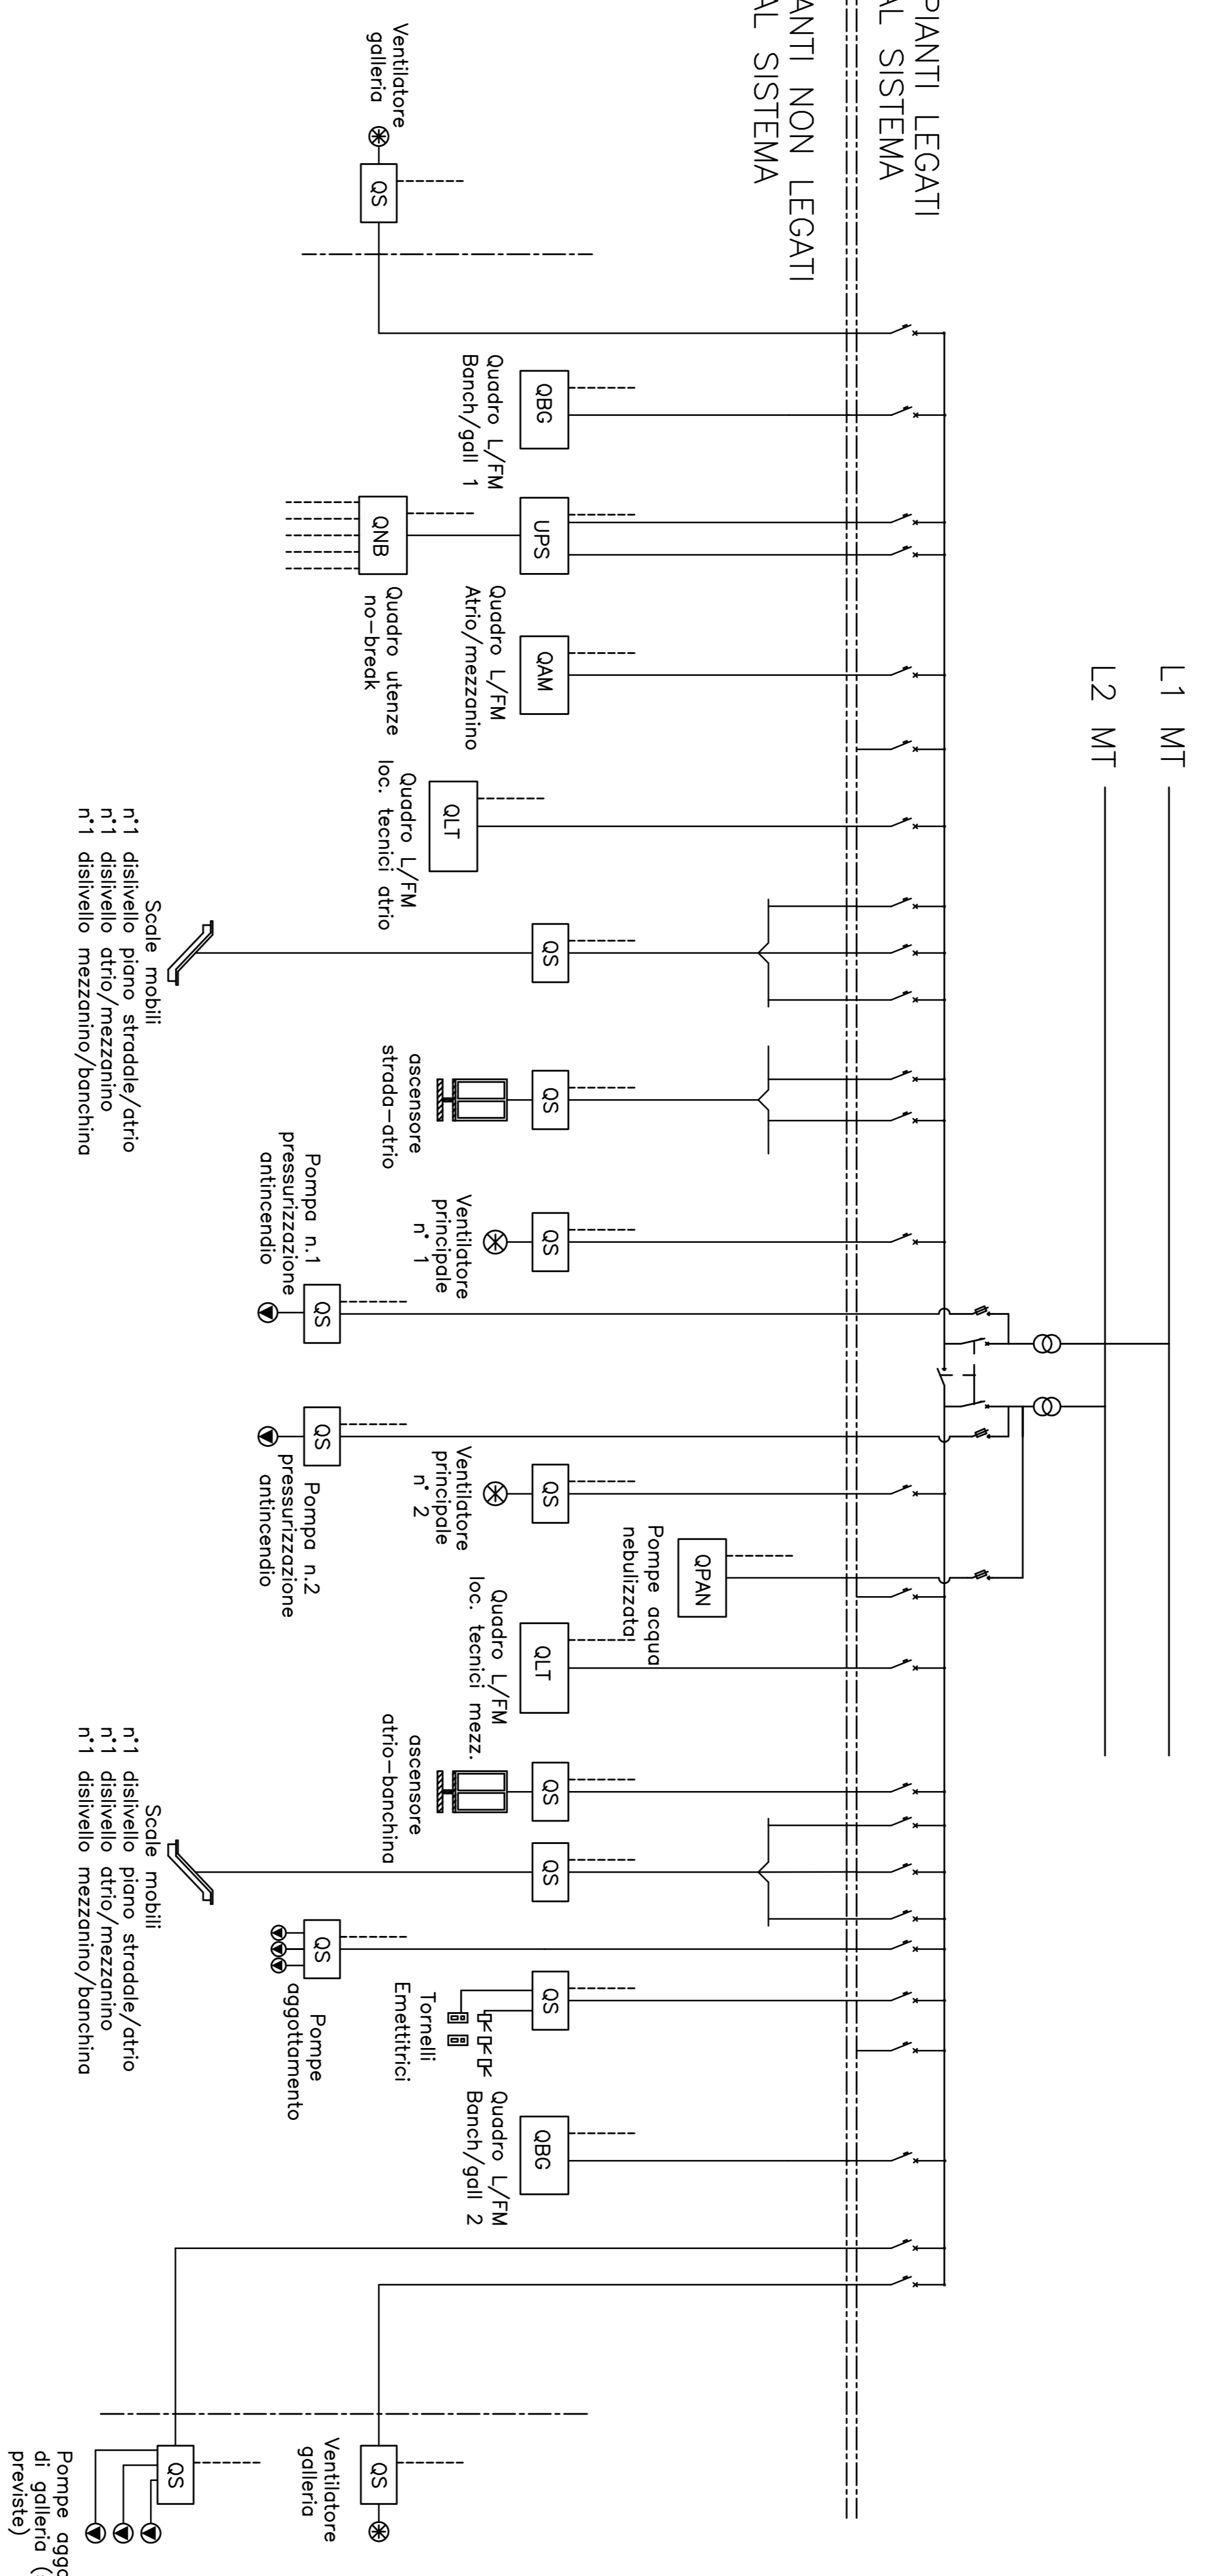 PIANTI LEGATI
AL SISTEMA
ANTI NON LEGATI
AL SISTEMA
L1 MT
L2 MT
Ventilatore
galleria
QS
QBG
Quadro L/FM
Banch/gall 1
UPS
QNB
Quadro utenze
no-break
QAM
Quadro L/FM
Atrio/mezzanino
QLT
Quadro L/FM
loc. tecnici atrio
QS
Scale mobili
n°1 dislivello piano stradale/atrio
n°1 dislivello atrio/mezzanino
n°1 dislivello mezzanino/banchina
QS
ascensore
strada-atrio
QS
Ventilatore
principale
n° 1
QS
Pompa n.1
pressurizzazione
antincendio
QS
Pompa n.2
pressurizzazione
antincendio
QS
Ventilatore
principale
n° 2
QPAN
Pompe acqua
nebulizzata
QLT
Quadro L/FM
loc. tecnici mezz.
QS
ascensore
atrio-banchina
QS
Scale mobili
n°1 dislivello piano stradale/atrio
n°1 dislivello atrio/mezzanino
n°1 dislivello mezzanino/banchina
QS
Pompe
aggottamento
QS
Tornelli
Emettitrici
QBG
Quadro L/FM
Banch/gall 2
QS
Ventilatore
galleria
QS
Pompe aggo
di galleria (
previste)